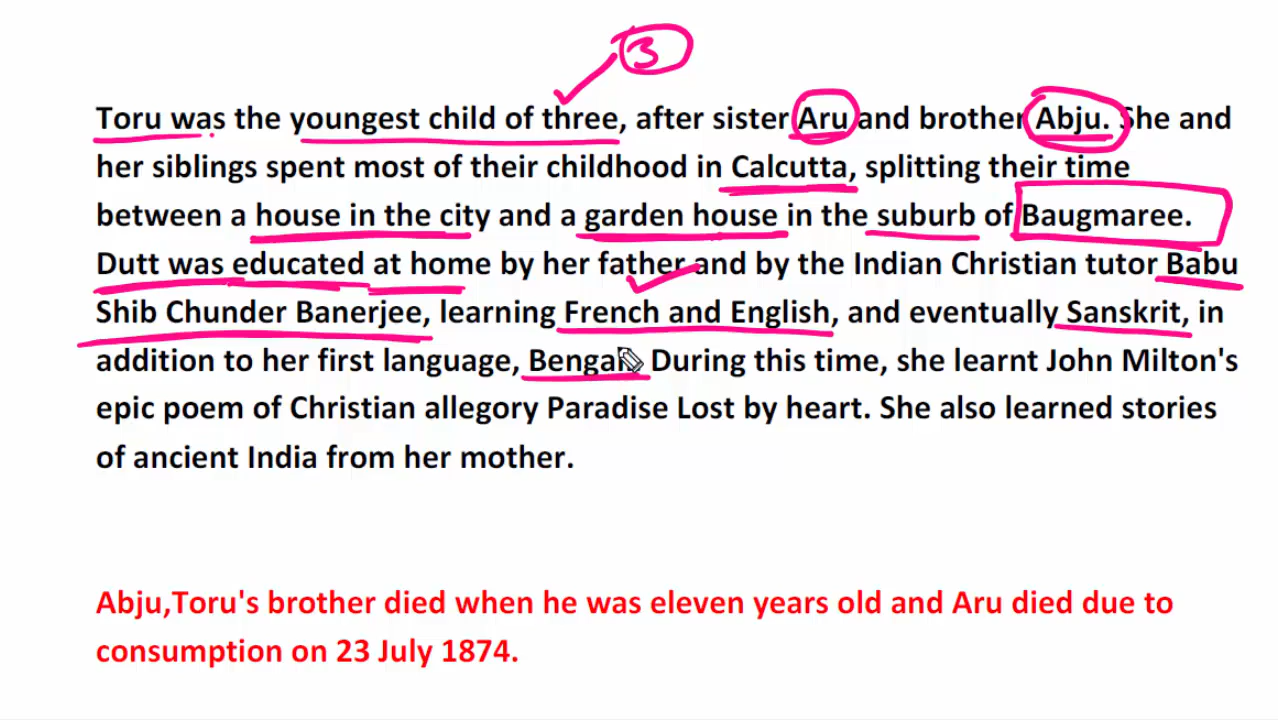 3
Toru was the youngest child of three, after sister Aru and brother Abju. She and
her siblings spent most of their childhood in Calcutta, splitting their time
between a house in the city and a garden house in the suburb of Baugmaree.
Dutt was educated at home by her father and by the Indian Christian tutor Babu
Shib Chunder Banerjee, learning French and English, and eventually Sanskrit, in
addition to her first language, Bengali. During this time, she learnt John Milton's
epic poem of Christian allegory Paradise Lost by heart. She also learned stories
of ancient India from her mother.
Abju,Toru's brother died when he was eleven years old and Aru died due to
consumption on 23 July 1874.